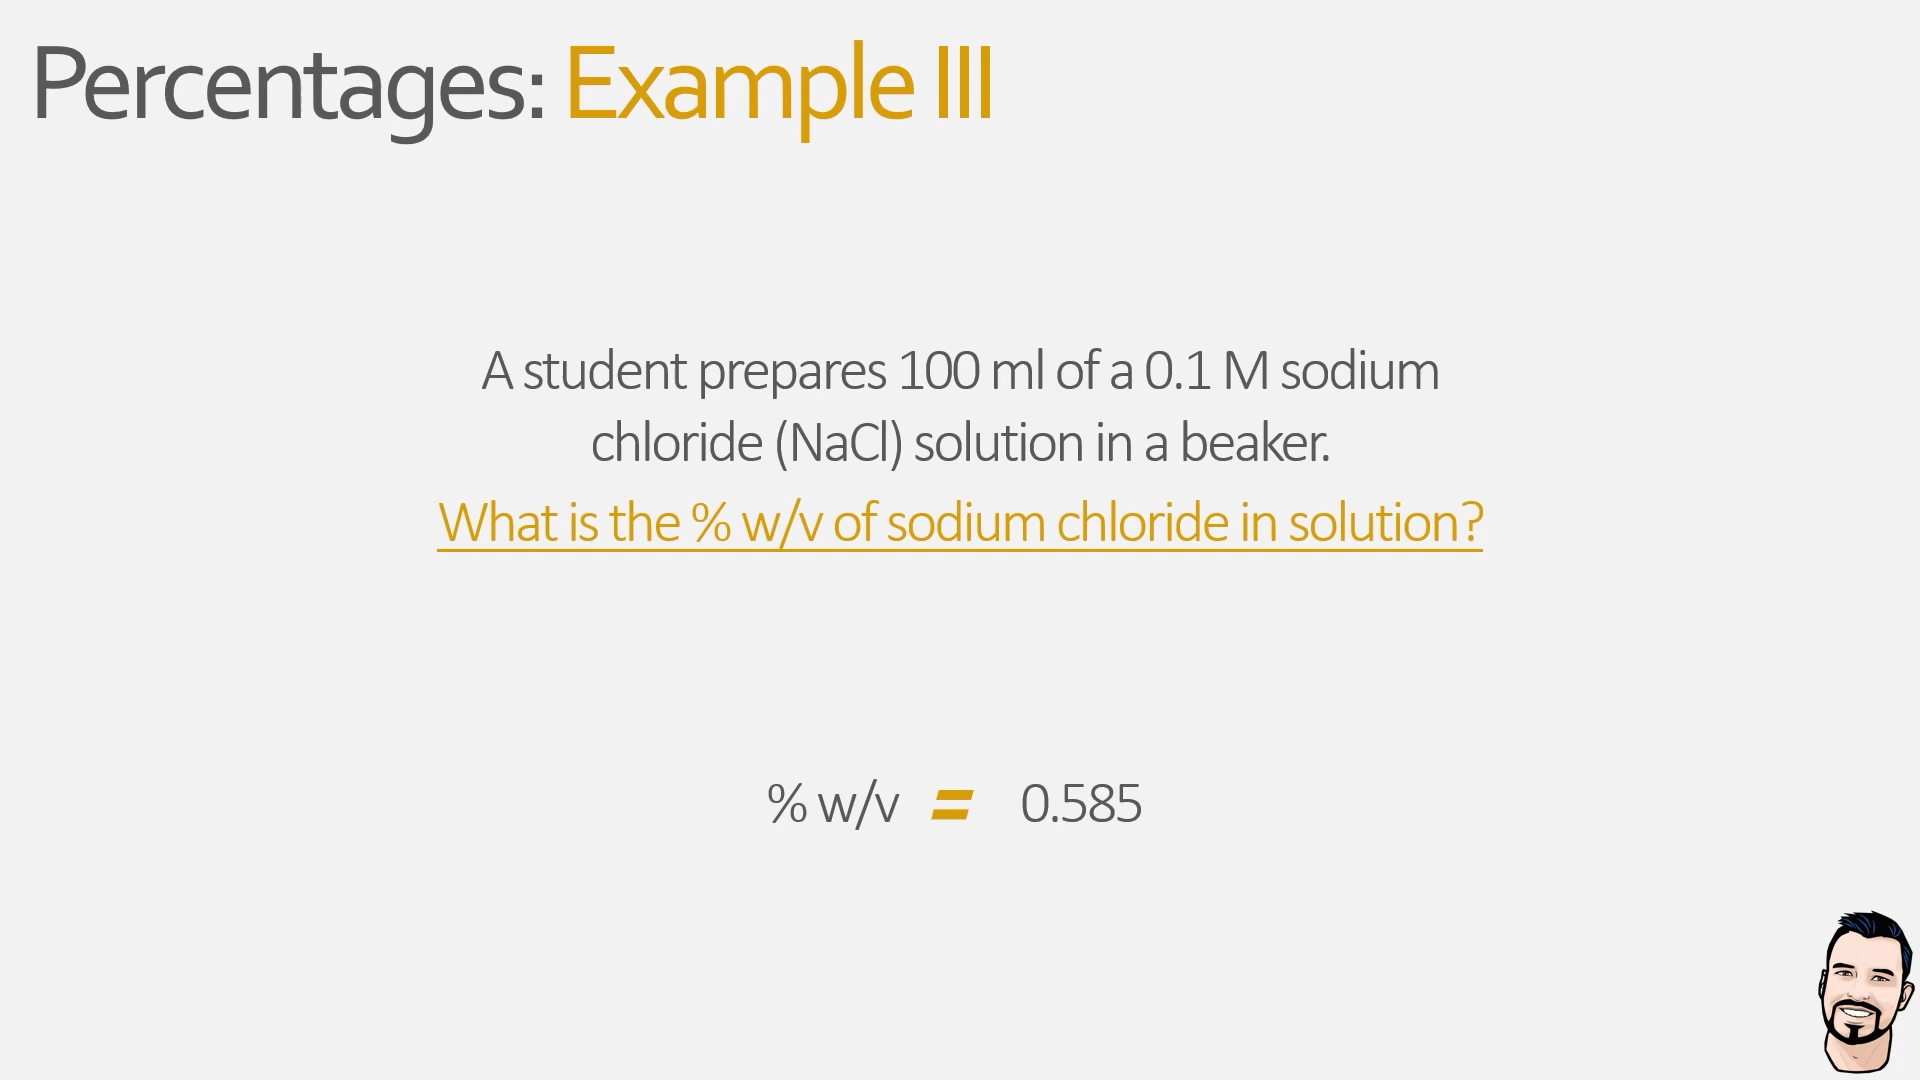 Percentages: Example III
A student prepares 100 ml of a 0.1 M sodium
chloride (NaCl) solution in a beaker.
What is the % w/v of sodium chloride in solution?
% w/v = 0.585